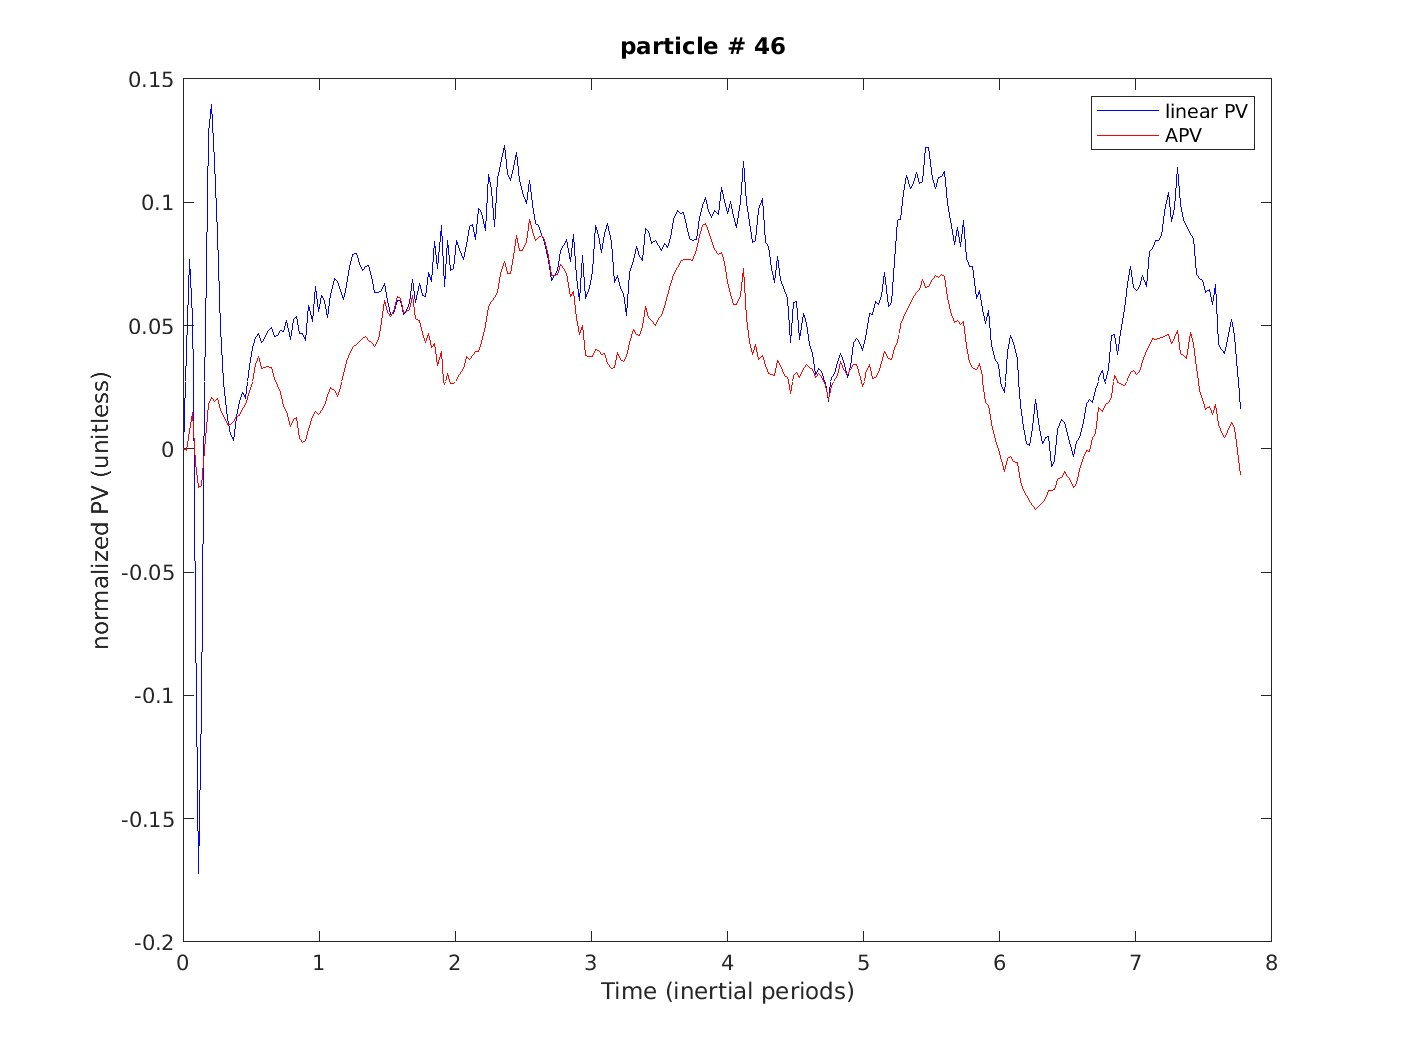 particle # 46
linear PV
APV
normalized PV (unitless)
0.15
0.1
0.05
0
-0.05
-0.1
-0.15
-0.2
0 1 2 3 4 5 6 7 8
Time (inertial periods)